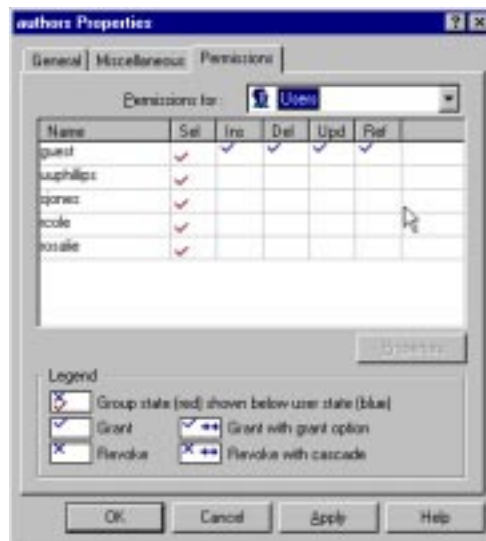 authors Properties
General Miscellaneous Permissions
Permissions for: Users
Name Sel Ins Del Upd Ref
guest
sjones
rcole
rosalie
Properties
Legend
Group state (red) shown below user state (blue)
Grant Grant with grant option
Revoke Revoke with cascade
OK Cancel Apply Help